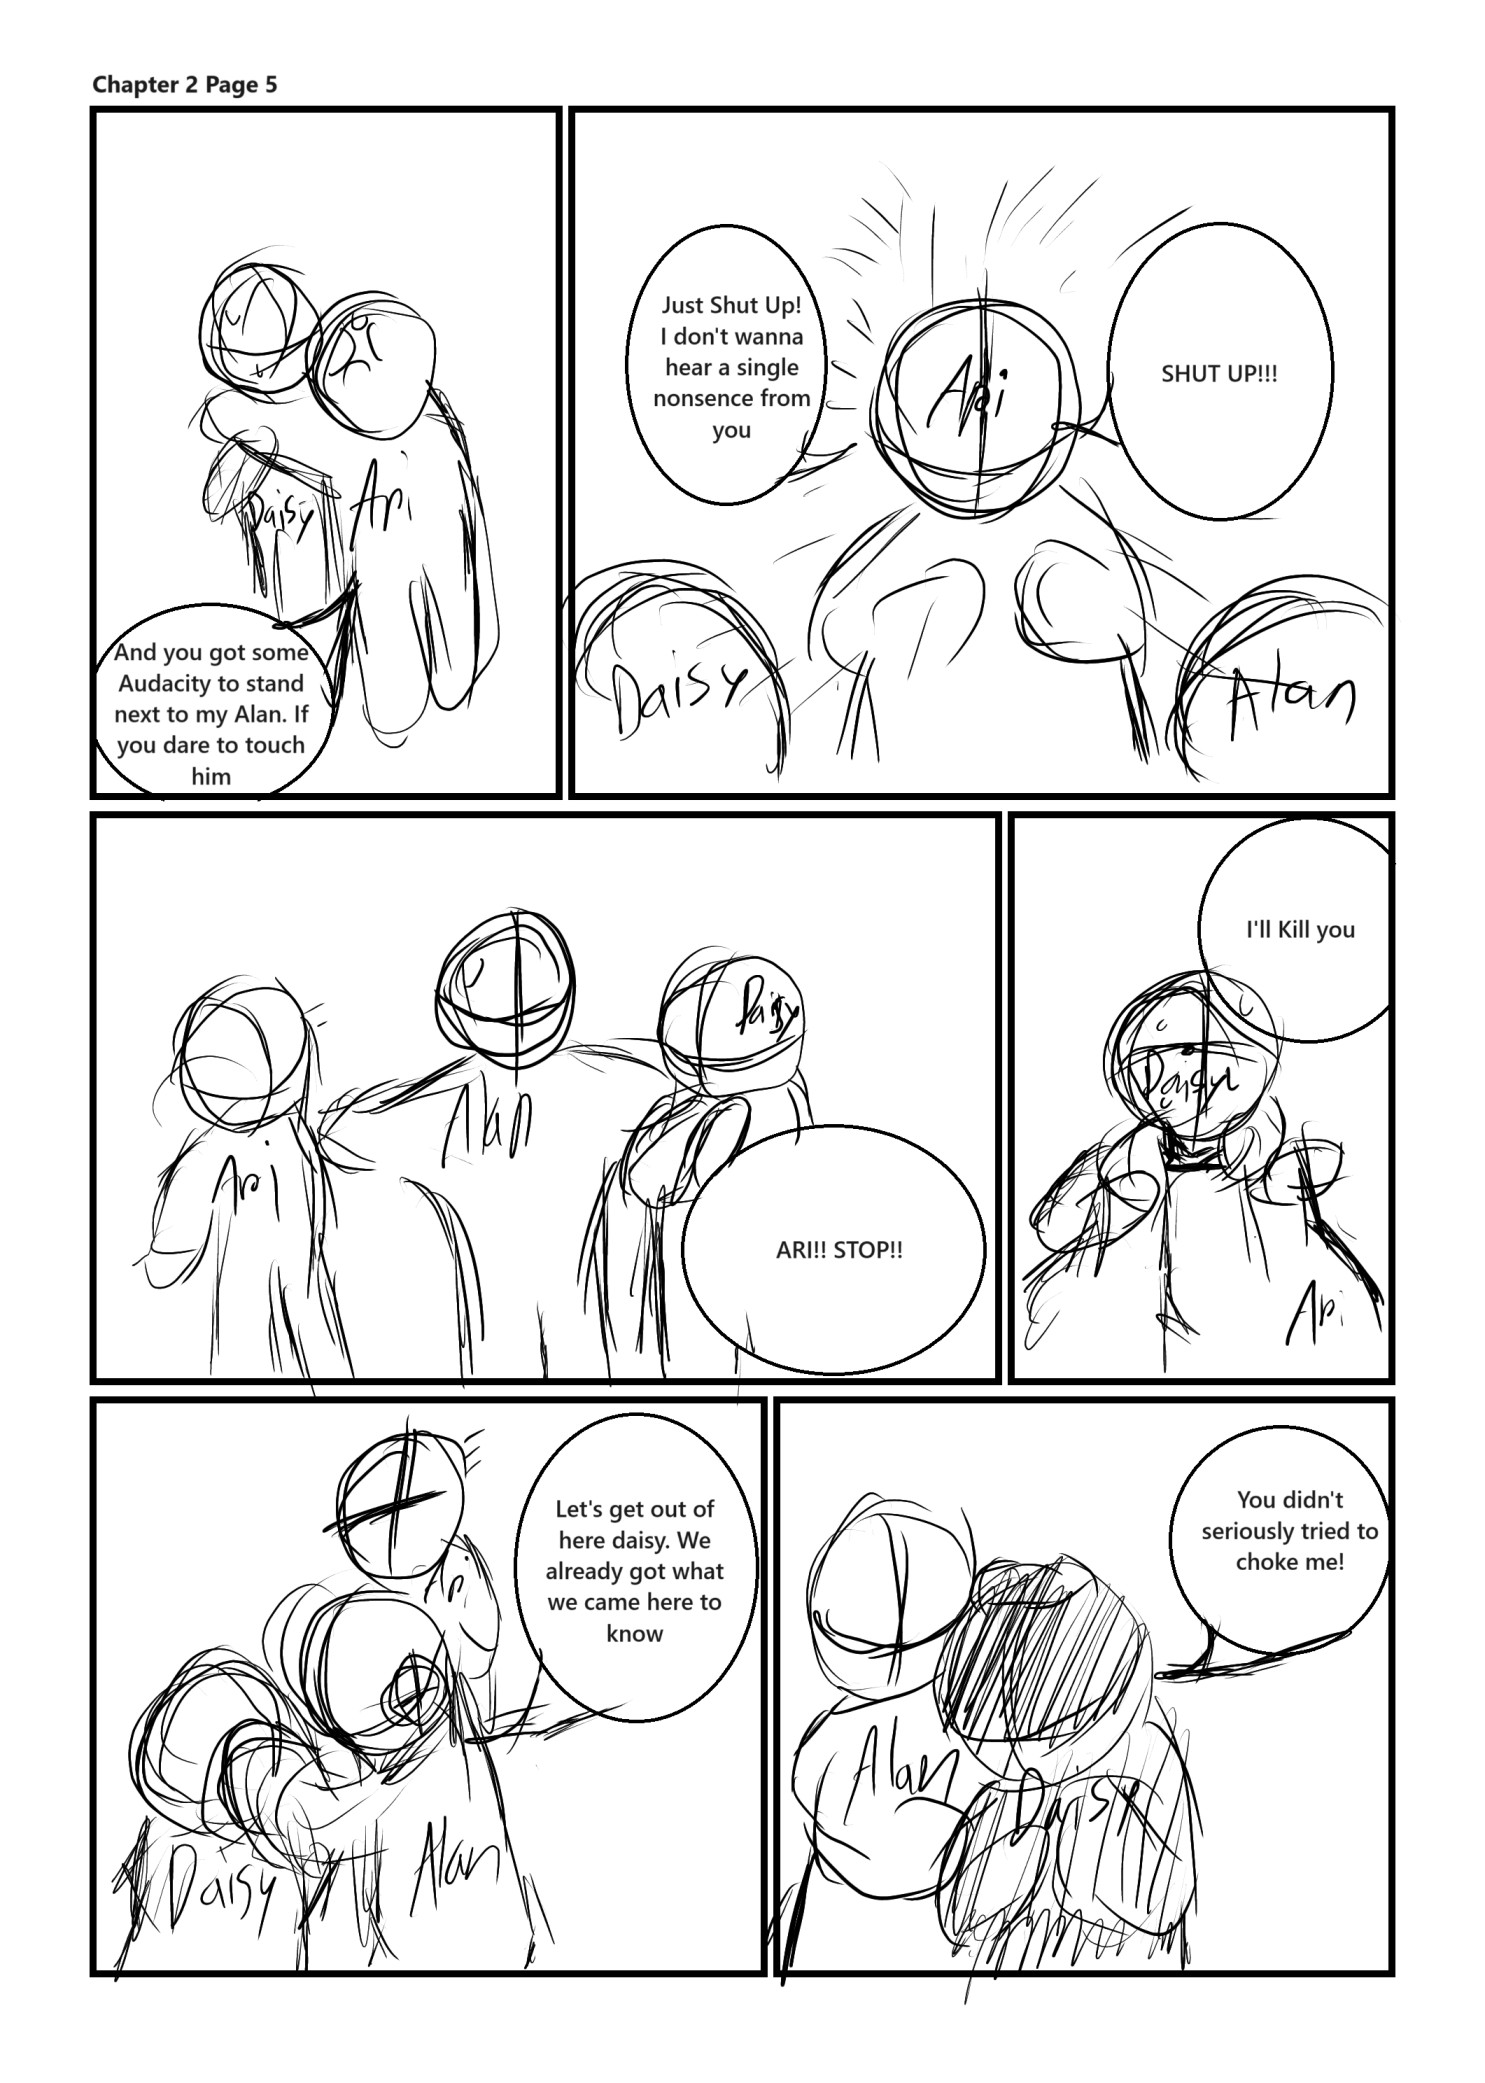 Chapter 2 Page 5
SHUT UP!!!
Ari
Just Shut Up!
I don't wanna
hear a single
nonsence from
you
Alan
Daisy
Ari
Daisy
And you got some
Audacity to stand
next to my Alan. If
you dare to touch
him
I'll Kill you
Daisy
Ari
Daisy
Alan
Ari
ARI!! STOP!!
You didn't
seriously tried to
choke me!
Alan
Daisy
Let's get out of
here daisy. We
already got what
we came here to
know
Ari
Alan
Daisy